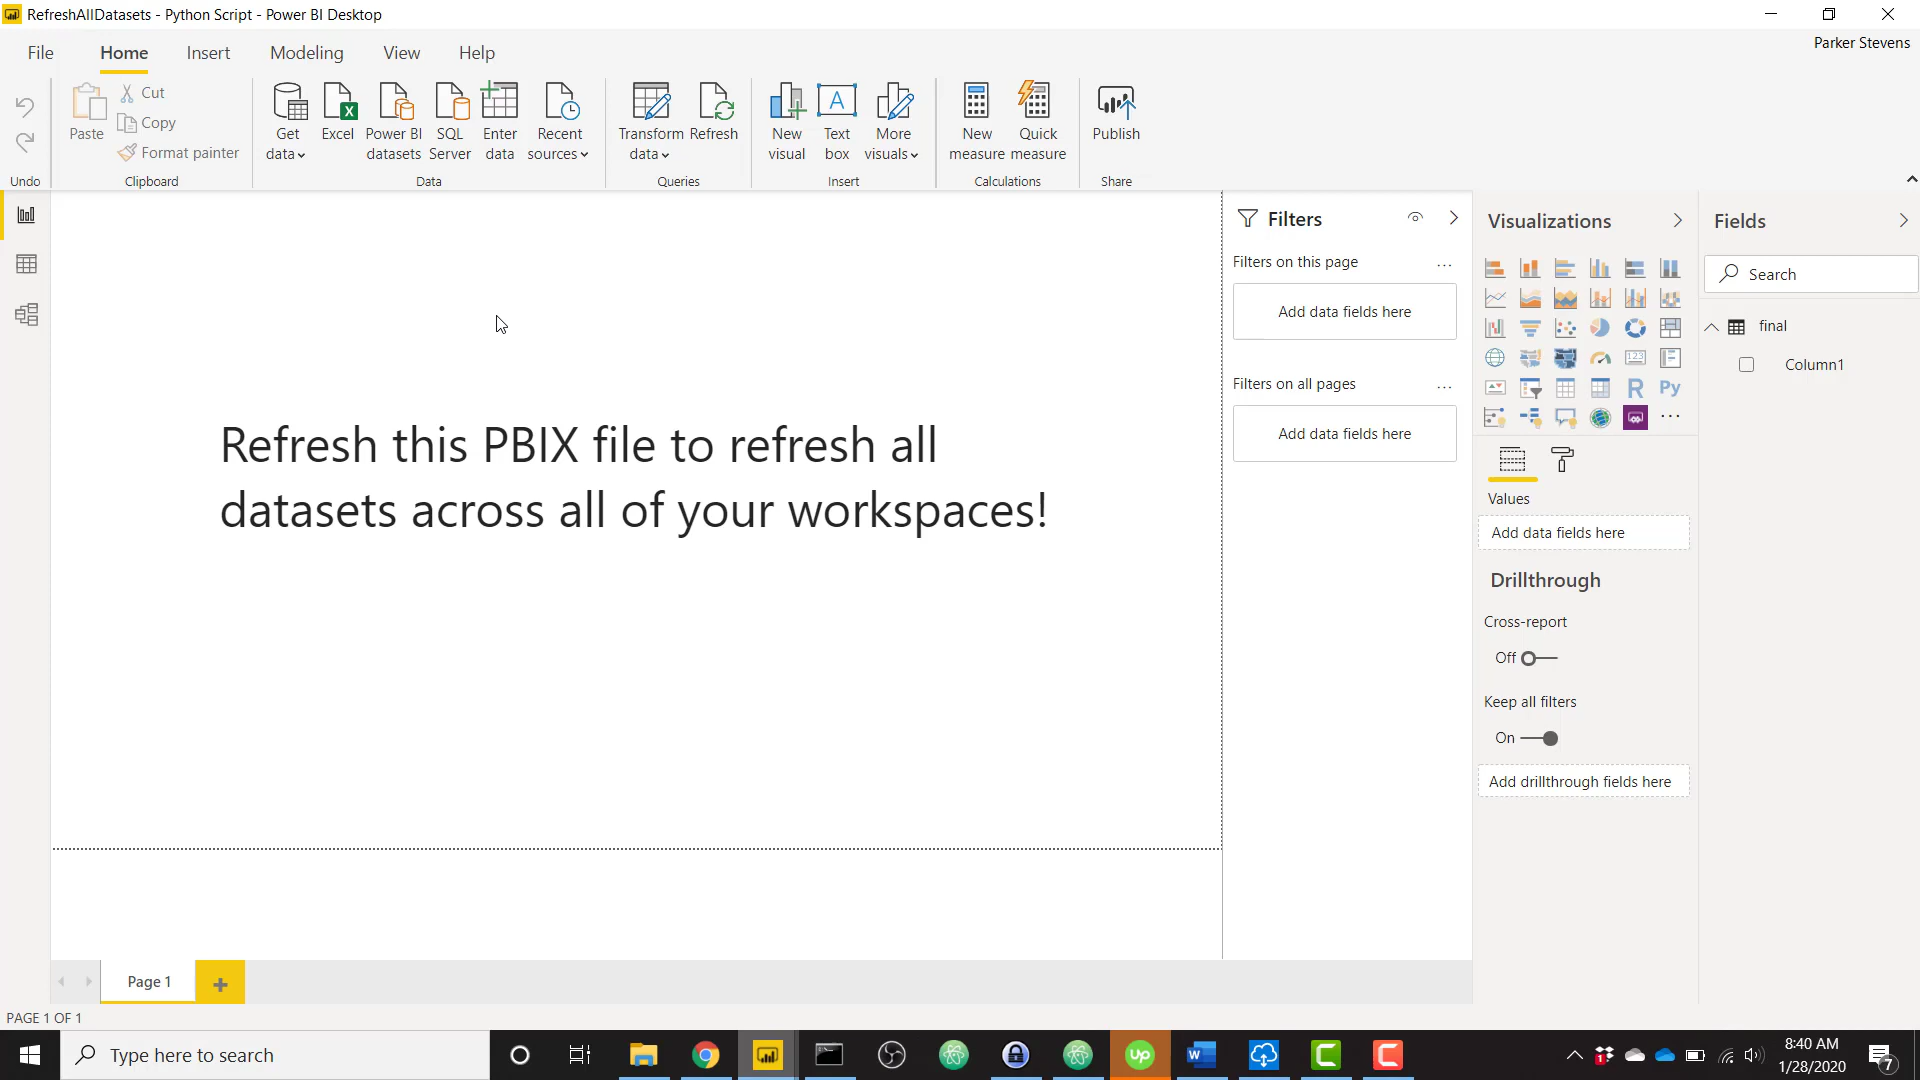 RefreshAllDatasets - Python Script - Power BI Desktop
Parker Stevens
File Home Insert Modeling View Help
Paste
Cut
Copy
Format painter
Get data
Excel
Power BI datasets
SQL Server
Enter data
Recent sources
Transform data
Refresh
New visual
Text box
More visuals
New measure
Quick measure
Publish
Undo
Clipboard
Data
Queries
Insert
Calculations
Share
Refresh this PBIX file to refresh all
datasets across all of your workspaces!
Filters
Filters on this page
...
Add data fields here
Filters on all pages
...
Add data fields here
Visualizations
123
R
Py
...
Values
Add data fields here
Drillthrough
Cross-report
Off
Keep all filters
On
Add drillthrough fields here
Fields
Search
final
Column1
Page 1
+
PAGE 1 OF 1
Type here to search
up
W
1
8:40 AM
1/28/2020
7